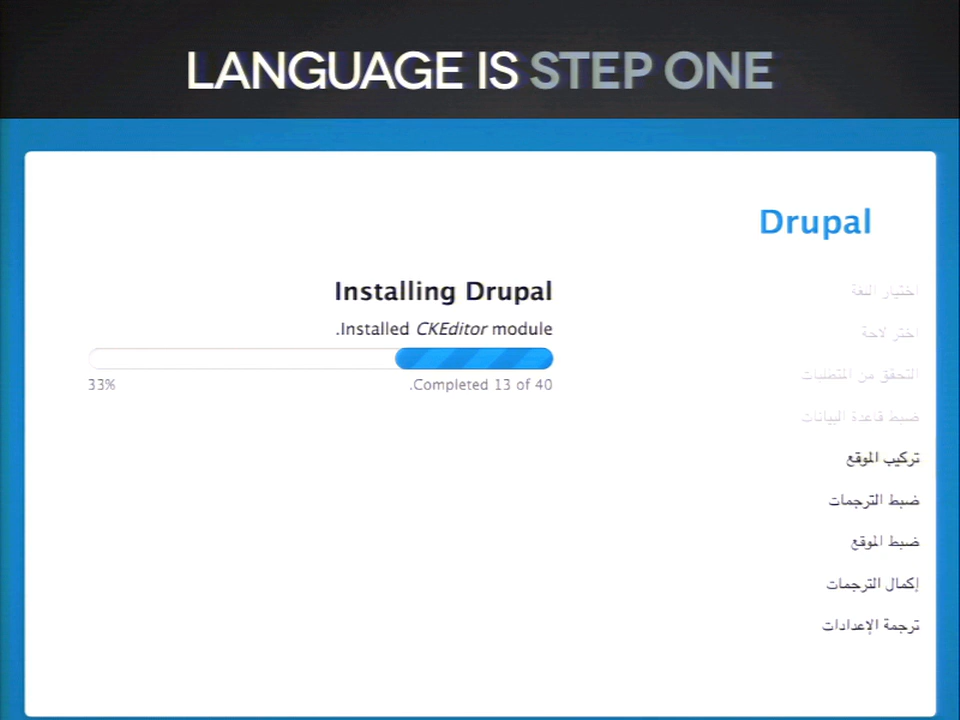 LANGUAGE IS STEP ONE
Drupal
اختيار اللغة
اختر لاحة
التحقق من المتطلبات
ضبط قاعدة البيانات
تركيب الموقع
ضبط الترجمات
ضبط الموقع
إكمال الترجمات
ترجمة الإعدادات
Installing Drupal
.Installed CKEditor module
33%
.Completed 13 of 40